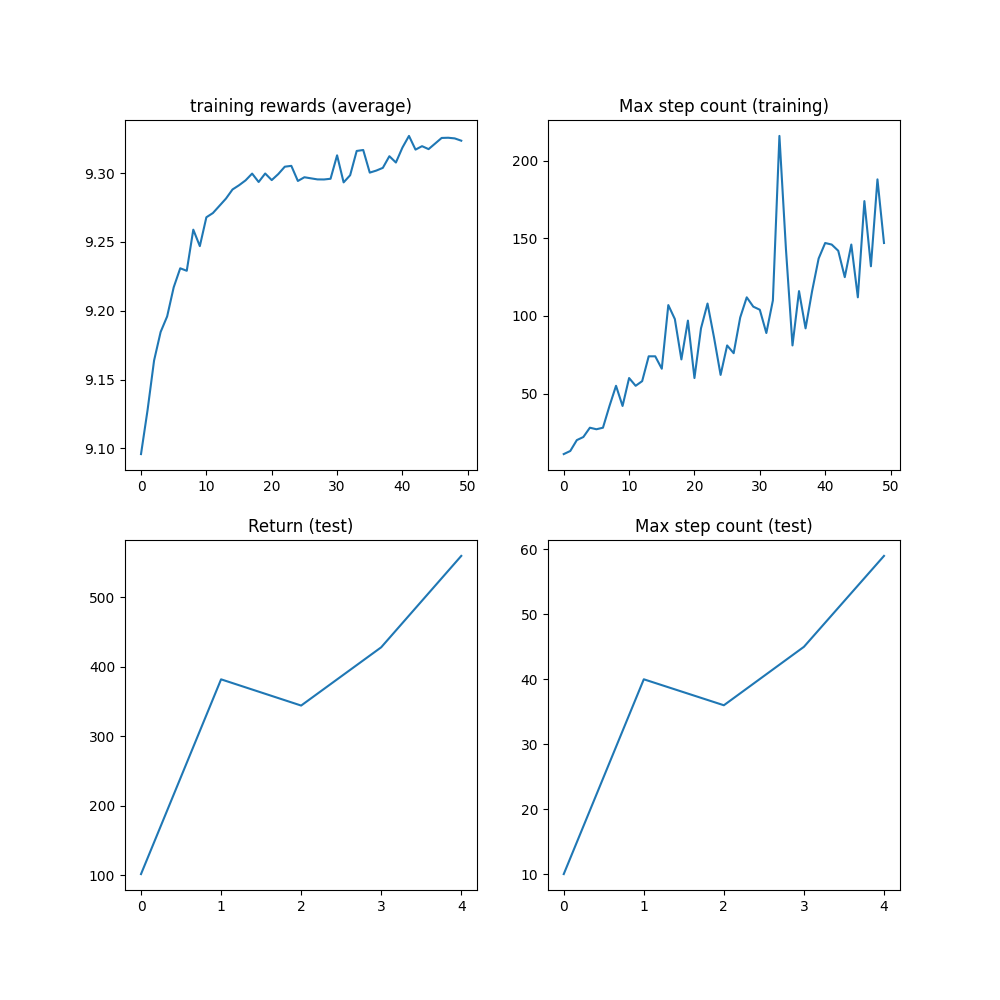 training rewards (average)
Max step count (training)
9.30
9.25
9.20
9.15
9.10
0 10 20 30 40 50
200
150
100
50
0 10 20 30 40 50
Return (test)
Max step count (test)
500
400
300
200
100
0 1 2 3 4
60
50
40
30
20
10
0 1 2 3 4